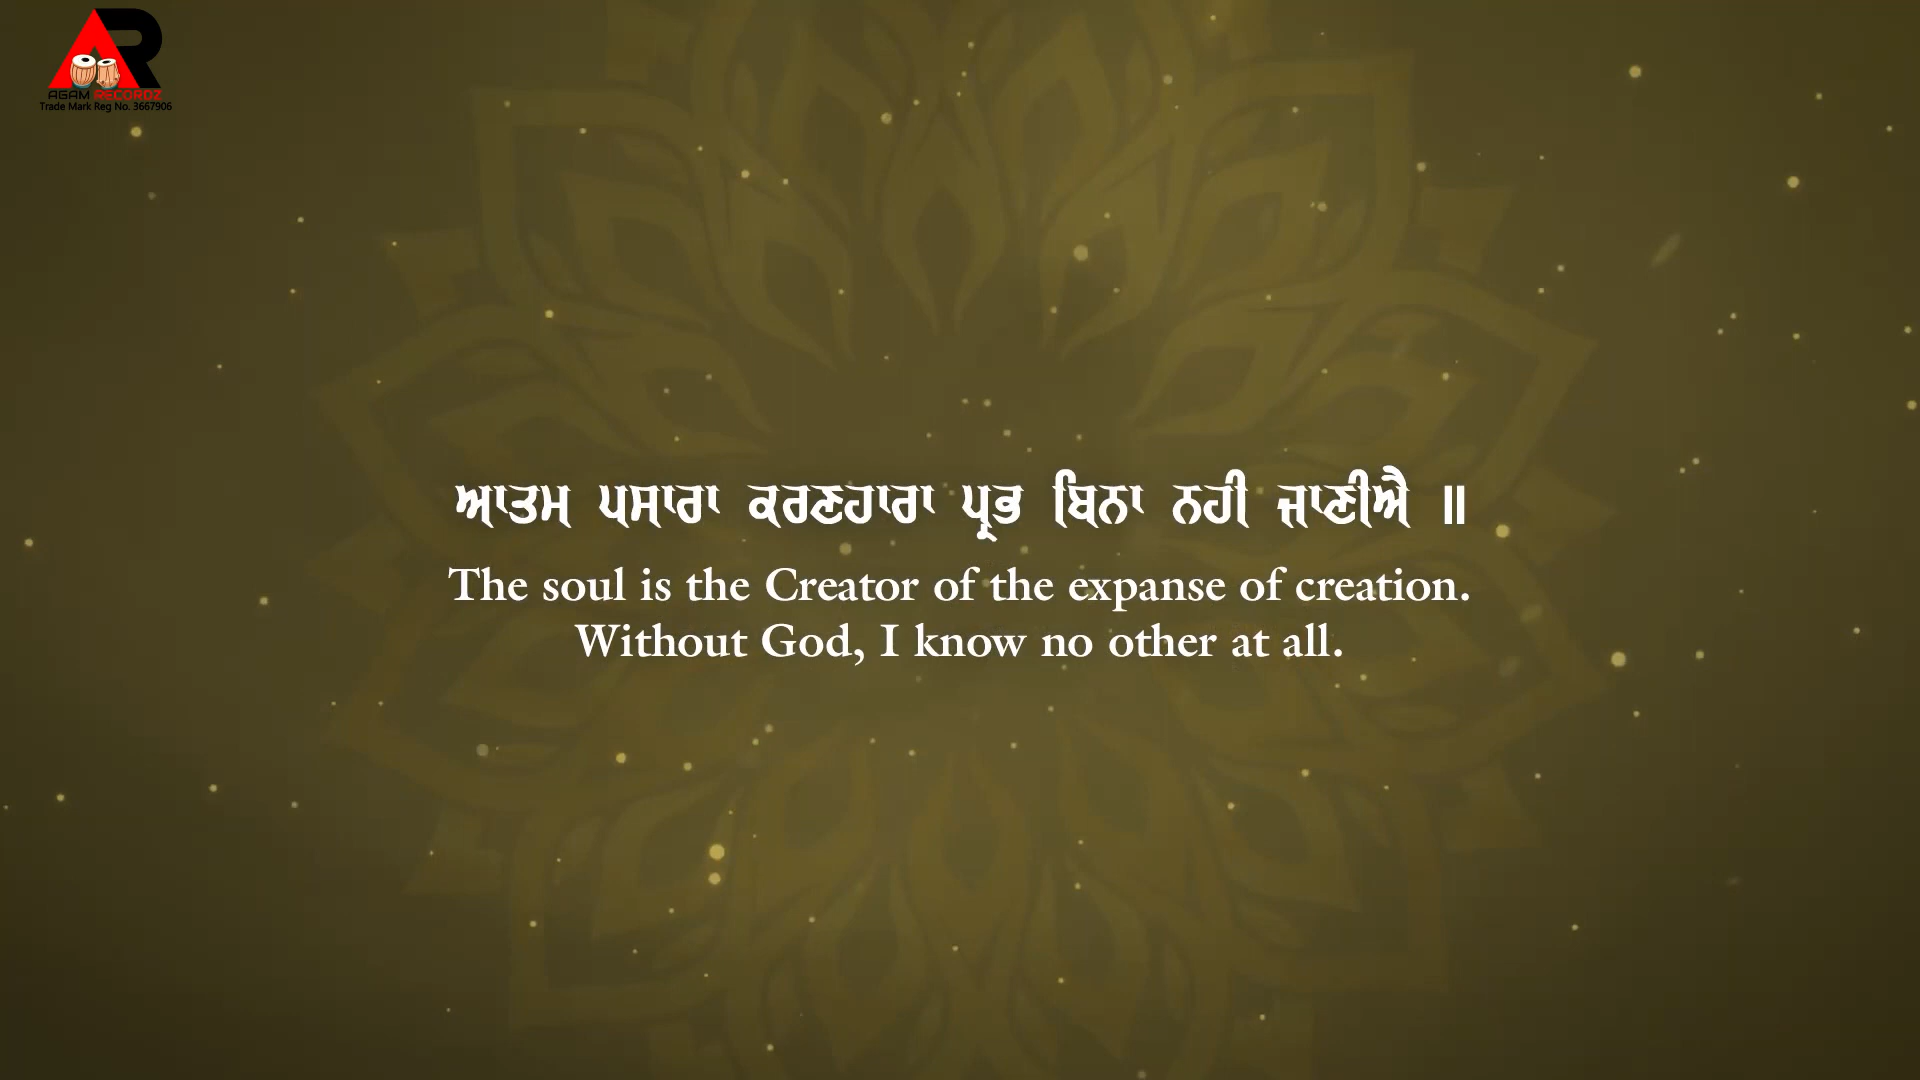 AGAM RECORDZ
Trade Mark Reg No. 3667906
ਆਤਮ ਪਸਾਰਾ ਕਰਣਹਾਰਾ ਪ੍ਰਭ ਬਿਨਾ ਨਹੀ ਜਾਣੀਐ ॥
The soul is the Creator of the expanse of creation.
Without God, I know no other at all.